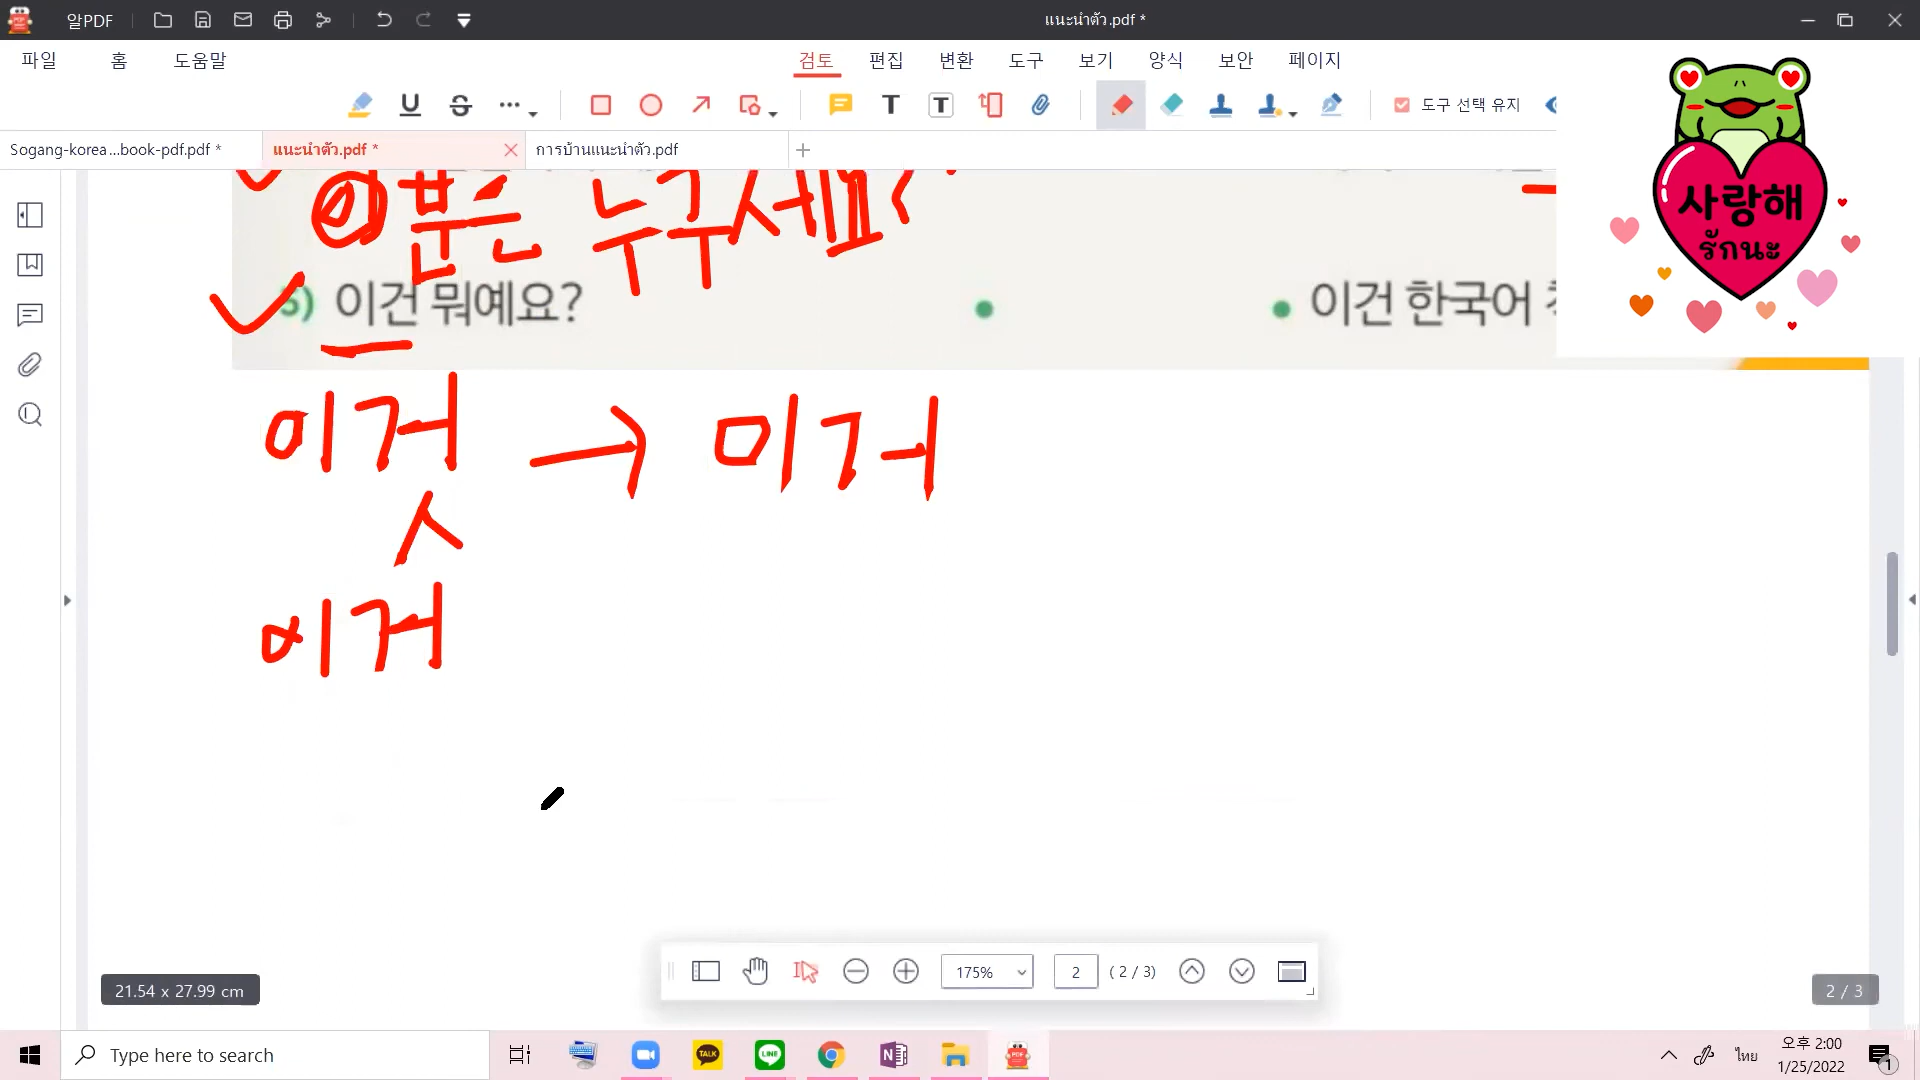 알PDF
แนะนำตัว.pdf *
파일 홈 도움말 검토 편집 변환 도구 보기 양식 보안 페이지
도구 선택 유지
Sogang-korea...book-pdf.pdf * แนะนำตัว.pdf * การบ้านแนะนำตัว.pdf
사랑해
รักนะ
이분은 누구세요?
5) 이건 뭐예요? 이건 한국어
이거 → 이거
ㅅ
이거
175% 2 ( 2 / 3 )
21.54 x 27.99 cm
2 / 3
Type here to search
TALK
LINE
PDF
ไทย
오후 2:00
1/25/2022
1